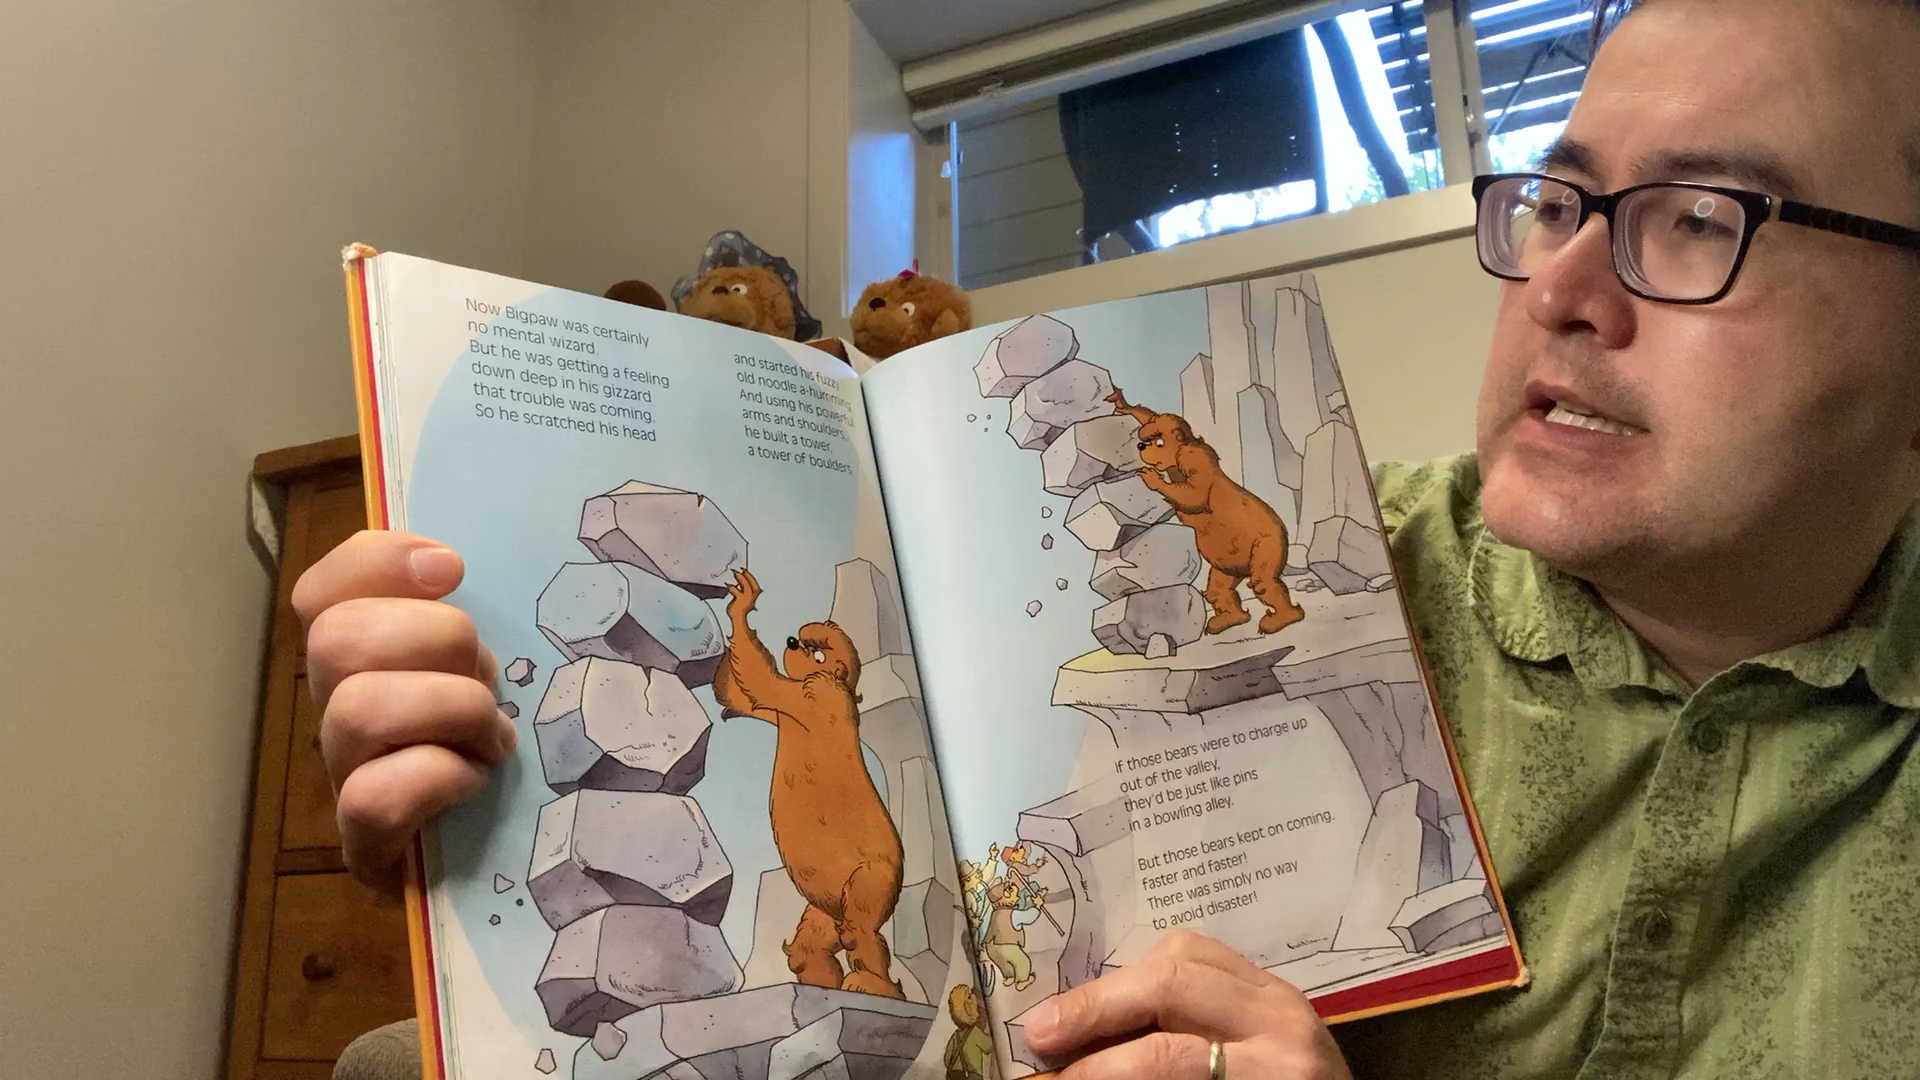 Now Bigpaw was certainly
no mental wizard.
But he was getting a feeling
down deep in his gizzard
that trouble was coming.
So he scratched his head
and started his fuzzy
old noodle a-humming.
And using his powerful
arms and shoulders,
he built a tower,
a tower of boulders.
If those bears were to charge up
out of the valley,
they'd be just like pins
in a bowling alley.
But those bears kept on coming,
faster and faster!
There was simply no way
to avoid disaster!